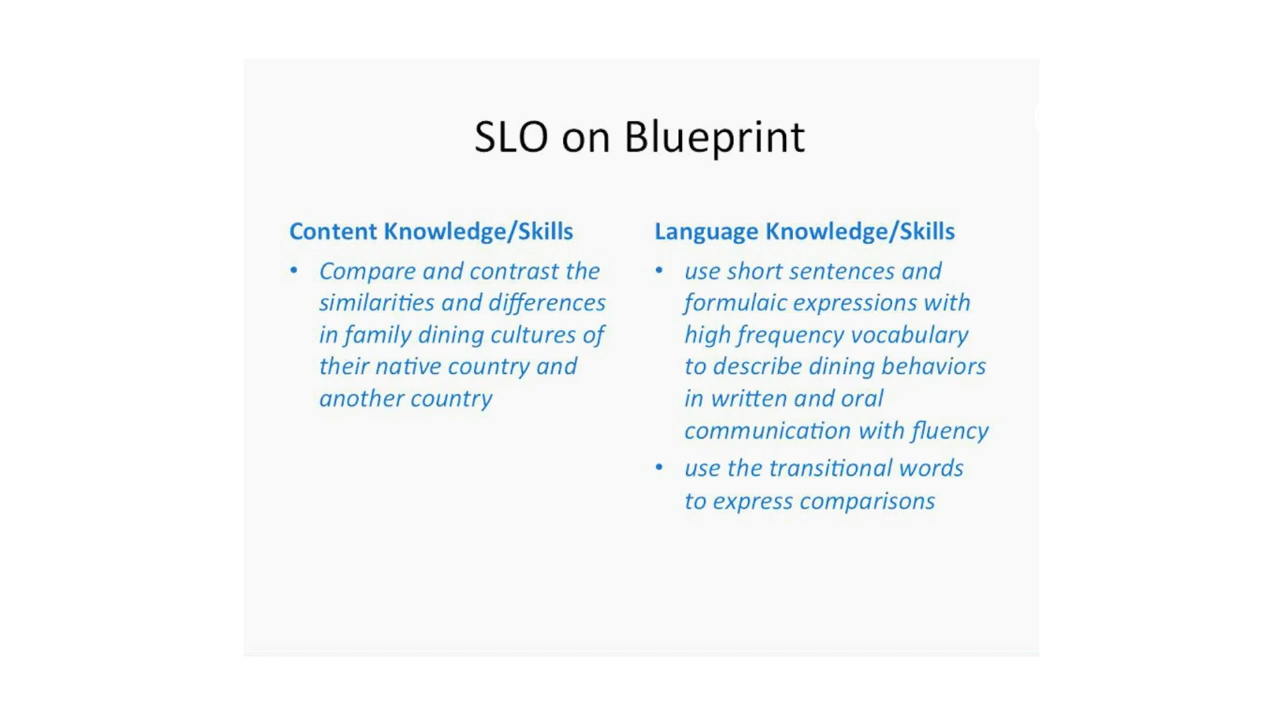 SLO on Blueprint
Content Knowledge/Skills
• Compare and contrast the
similarities and differences
in family dining cultures of
their native country and
another country
Language Knowledge/Skills
• use short sentences and
formulaic expressions with
high frequency vocabulary
to describe dining behaviors
in written and oral
communication with fluency
• use the transitional words
to express comparisons